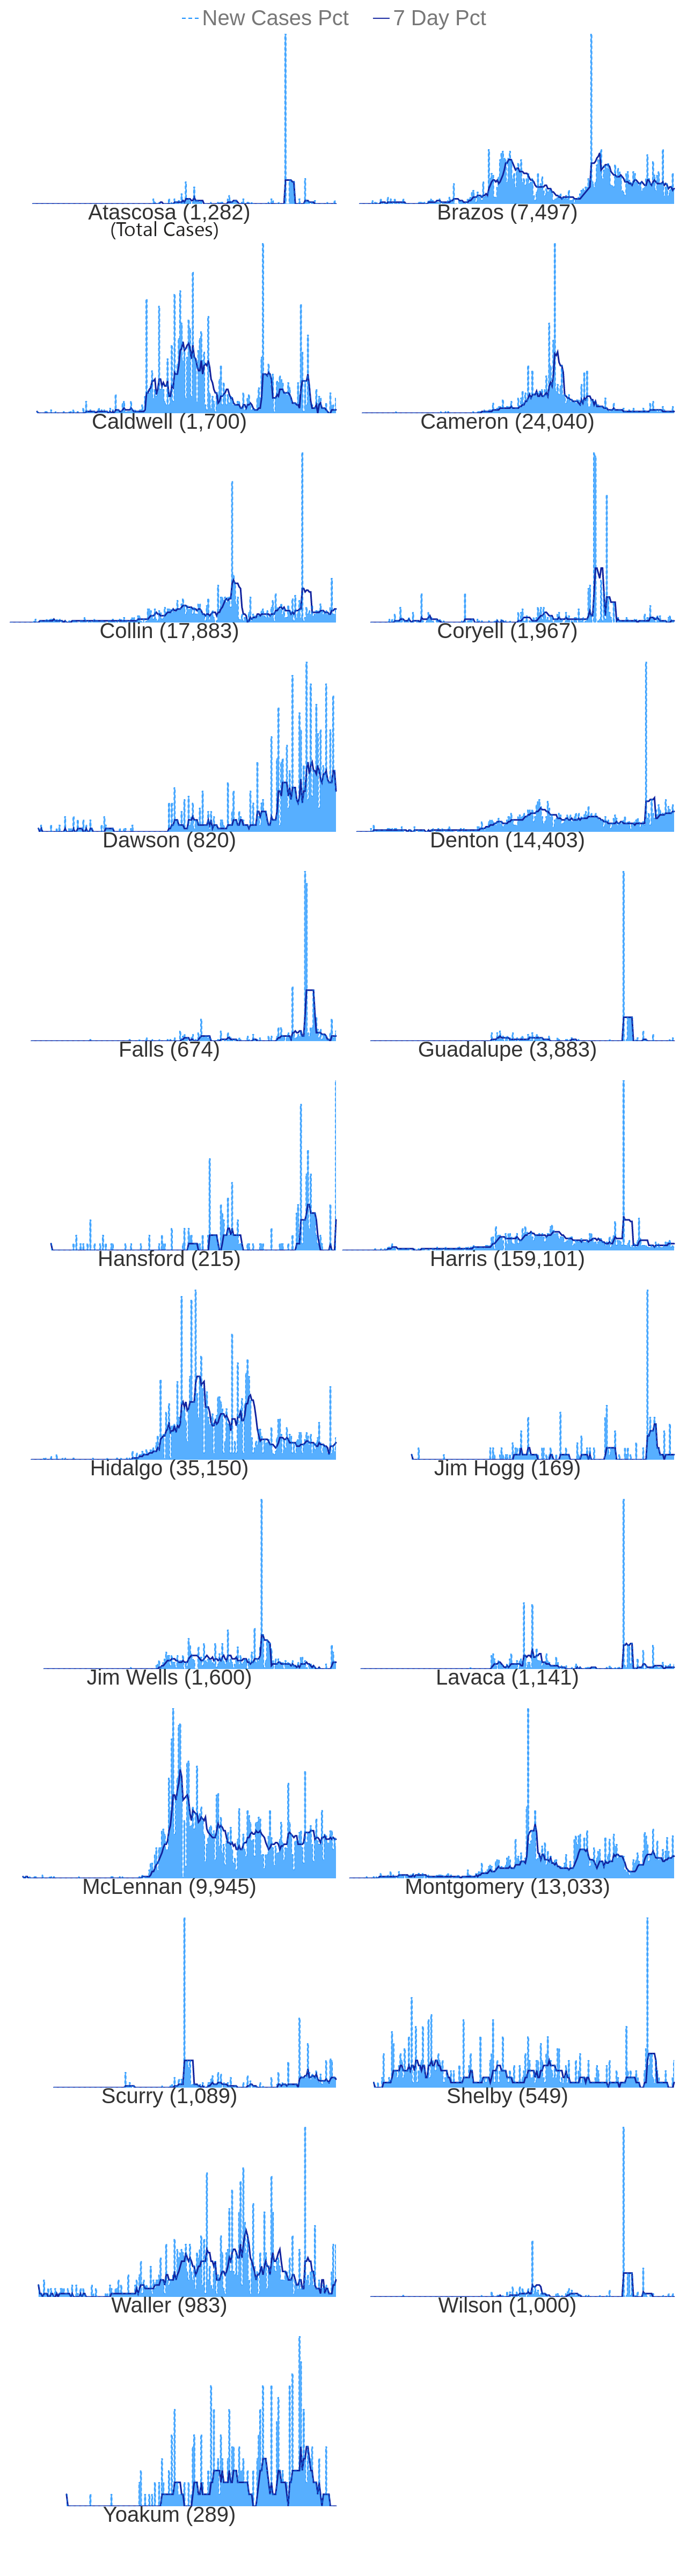 New Cases Pct 7 Day Pct
Atascosa (1,282) Brazos (7,497)
(Total Cases)
Caldwell (1,700) Cameron (24,040)
Collin (17,883) Coryell (1,967)
Dawson (820) Denton (14,403)
Falls (674) Guadalupe (3,883)
Hansford (215) Harris (159,101)
Hidalgo (35,150) Jim Hogg (169)
Jim Wells (1,600) Lavaca (1,141)
McLennan (9,945) Montgomery (13,033)
Scurry (1,089) Shelby (549)
Waller (983) Wilson (1,000)
Yoakum (289)